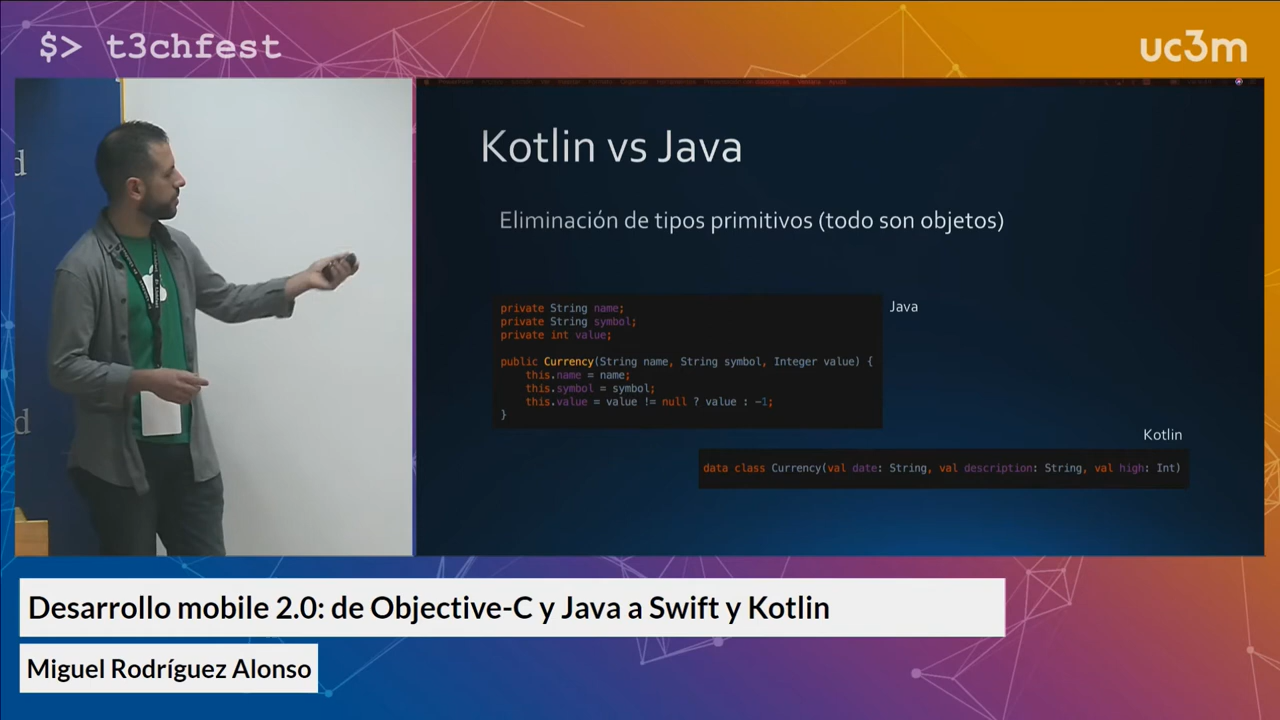 $> t3chfest
uc3m
Kotlin vs Java
Eliminación de tipos primitivos (todo son objetos)
Java
private String name;
private String symbol;
private int value;
public Currency(String name, String symbol, Integer value) {
this.name = name;
this.symbol = symbol;
this.value = value != null ? value : -1;
}
Kotlin
data class Currency(val date: String, val description: String, val high: Int)
d
d
Desarrollo mobile 2.0: de Objective-C y Java a Swift y Kotlin
Miguel Rodríguez Alonso